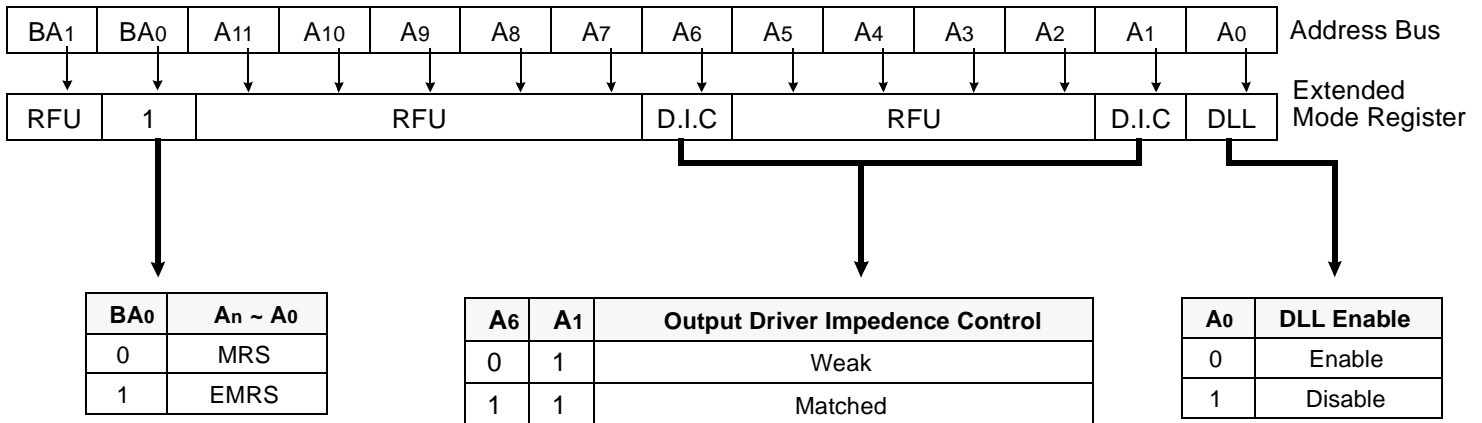 BA1 BA0 A11 A10 A9 A8 A7 A6 A5 A4 A3 A2 A1 A0 Address Bus
RFU 1 RFU D.I.C RFU D.I.C DLL Extended
Mode Register
BA0 An ~ A0
0 MRS
1 EMRS
A6 A1 Output Driver Impedence Control
0 1 Weak
1 1 Matched
A0 DLL Enable
0 Enable
1 Disable